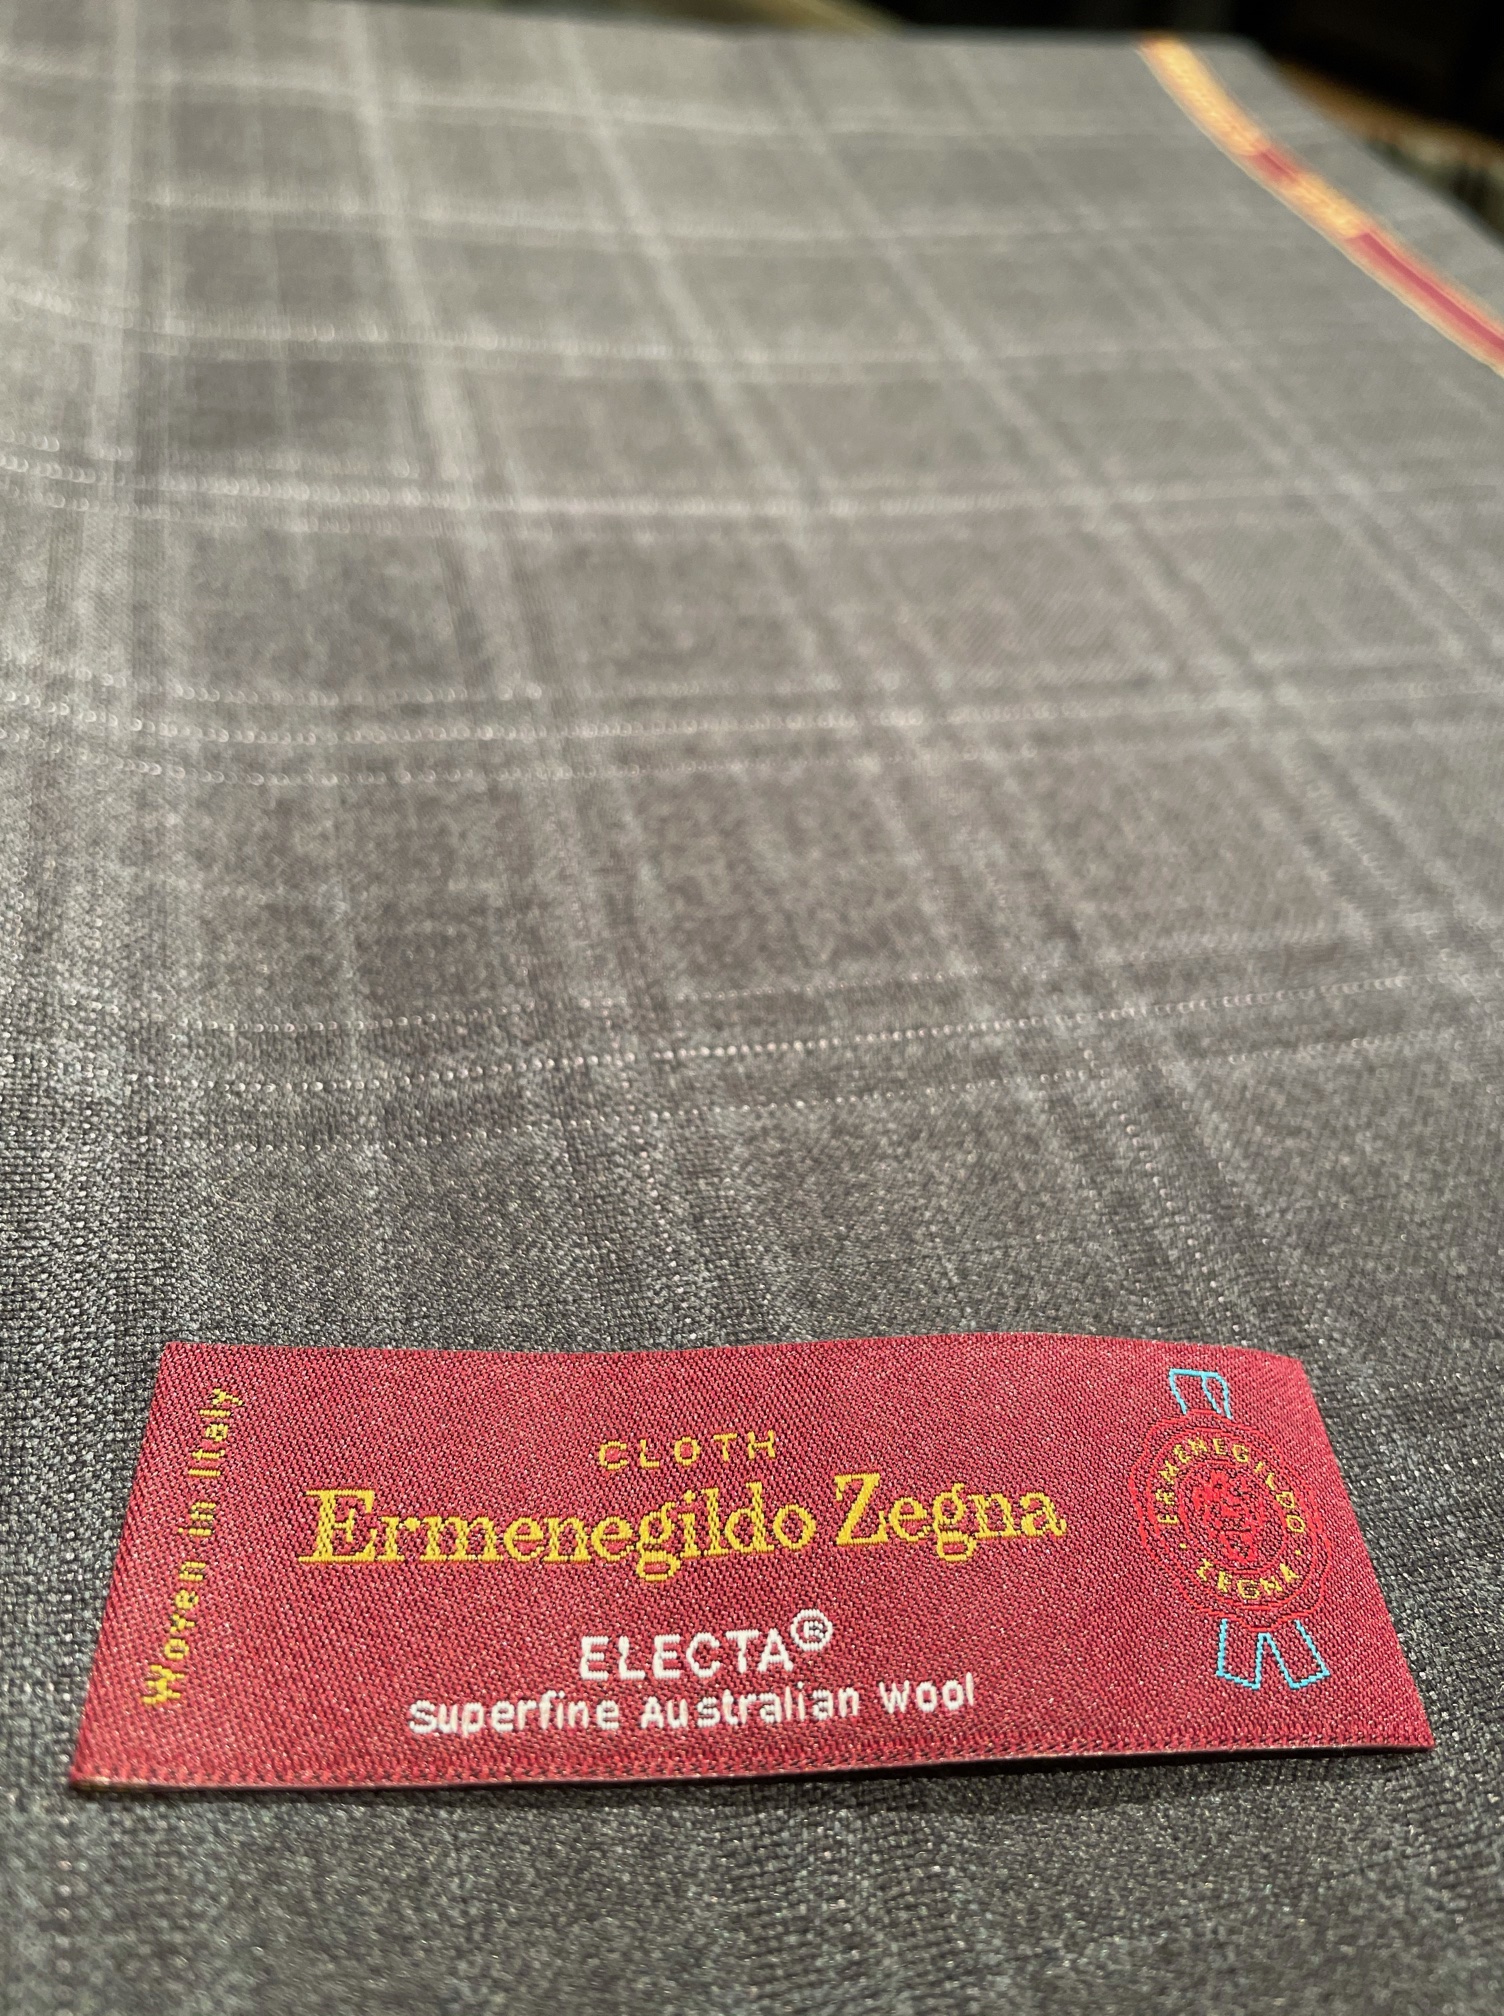 Woven in Italy
CLOTH
Ermenegildo Zegna
ELECTA®
Superfine Australian Wool
ERMENEGILDO
· ZEGNA ·